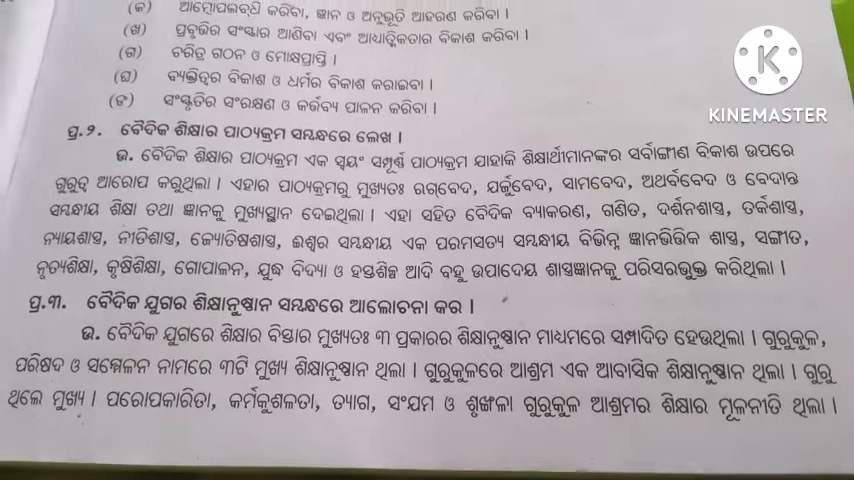 (କ) ଆତ୍ମୋପଲବ୍ଧି କରିବା, ଜ୍ଞାନ ଓ ଅନୁଭୂତି ଆହରଣ କରିବା ।
(ଖ) ପ୍ରବୃତ୍ତିର ସଂସ୍କାର ଆଣିବା ଏବଂ ଆଧ୍ୟାତ୍ମିକତାର ବିକାଶ କରିବା ।
(ଗ) ଚରିତ୍ର ଗଠନ ଓ ମୋକ୍ଷପ୍ରାପ୍ତି ।
(ଘ) ବ୍ୟକ୍ତିତ୍ୱର ବିକାଶ ଓ ଧର୍ମର ବିକାଶ କରାଇବା ।
(ଙ) ସଂସ୍କୃତିର ସଂରକ୍ଷଣ ଓ କର୍ତ୍ତବ୍ୟ ପାଳନ କରିବା ।
KINEMASTER
ପ୍ର.୨. ବୈଦିକ ଶିକ୍ଷାର ପାଠ୍ୟକ୍ରମ ସମ୍ବନ୍ଧରେ ଲେଖ ।
ଉ. ବୈଦିକ ଶିକ୍ଷାର ପାଠ୍ୟକ୍ରମ ଏକ ସ୍ୱୟଂ ସମ୍ପୂର୍ଣ୍ଣ ପାଠ୍ୟକ୍ରମ ଯାହାକି ଶିକ୍ଷାର୍ଥୀମାନଙ୍କର ସର୍ବାଙ୍ଗୀଣ ବିକାଶ ଉପରେ
ଗୁରୁତ୍ୱ ଆରୋପ କରୁଥିଲା । ଏହାର ପାଠ୍ୟକ୍ରମରୁ ମୁଖ୍ୟତଃ ଋଗ୍‌ବେଦ, ଯର୍ଜୁବେଦ, ସାମବେଦ, ଅଥର୍ବବେଦ ଓ ବେଦାନ୍ତ
ସମ୍ବନ୍ଧୀୟ ଶିକ୍ଷା ତଥା ଜ୍ଞାନକୁ ମୁଖ୍ୟସ୍ଥାନ ଦେଇଥିଲା । ଏହା ସହିତ ବୈଦିକ ବ୍ୟାକରଣ, ଗଣିତ, ଦର୍ଶନଶାସ୍ତ୍ର, ତର୍କଶାସ୍ତ୍ର,
ନ୍ୟାୟଶାସ୍ତ୍ର, ନୀତିଶାସ୍ତ୍ର, ଜ୍ୟୋତିଷଶାସ୍ତ୍ର, ଈଶ୍ୱର ସମ୍ବନ୍ଧୀୟ ଏକ ପରମସତ୍ୟ ସମ୍ବନ୍ଧୀୟ ବିଭିନ୍ନ ଜ୍ଞାନଭିତ୍ତିକ ଶାସ୍ତ୍ର, ସଙ୍ଗୀତ,
ନୃତ୍ୟଶିକ୍ଷା, କୃଷିଶିକ୍ଷା, ଗୋପାଳନ, ଯୁଦ୍ଧ ବିଦ୍ୟା ଓ ହସ୍ତଶିଳ୍ପ ଆଦି ବହୁ ଉପାଦେୟ ଶାସ୍ତ୍ରଜ୍ଞାନକୁ ପରିସରଭୁକ୍ତ କରିଥିଲା ।
ପ୍ର.୩. ବୈଦିକ ଯୁଗର ଶିକ୍ଷାନୁଷ୍ଠାନ ସମ୍ବନ୍ଧରେ ଆଲୋଚନା କର ।
ଉ. ବୈଦିକ ଯୁଗରେ ଶିକ୍ଷାର ବିସ୍ତାର ମୁଖ୍ୟତଃ ୩ ପ୍ରକାରର ଶିକ୍ଷାନୁଷ୍ଠାନ ମାଧ୍ୟମରେ ସମ୍ପାଦିତ ହେଉଥିଲା । ଗୁରୁକୁଳ,
ପରିଷଦ ଓ ସମ୍ମେଳନ ନାମରେ ୩ଟି ମୁଖ୍ୟ ଶିକ୍ଷାନୁଷ୍ଠାନ ଥିଲା । ଗୁରୁକୁଳରେ ଆଶ୍ରମ ଏକ ଆବାସିକ ଶିକ୍ଷାନୁଷ୍ଠାନ ଥିଲା । ଗୁରୁ
ଥିଲେ ମୁଖ୍ୟ । ପରୋପକାରିତା, କର୍ମକୁଶଳତା, ତ୍ୟାଗ, ସଂଯମ ଓ ଶୃଙ୍ଖଳା ଗୁରୁକୁଳ ଆଶ୍ରମର ଶିକ୍ଷାର ମୂଳନୀତି ଥିଲା ।